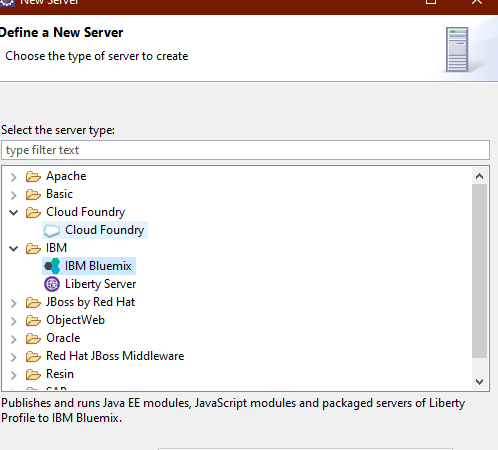 New Server
Define a New Server
Choose the type of server to create
Select the server type:
type filter text
Apache
Basic
Cloud Foundry
Cloud Foundry
IBM
IBM Bluemix
Liberty Server
JBoss by Red Hat
ObjectWeb
Oracle
Red Hat JBoss Middleware
Resin
SAP
Publishes and runs Java EE modules, JavaScript modules and packaged servers of Liberty
Profile to IBM Bluemix.